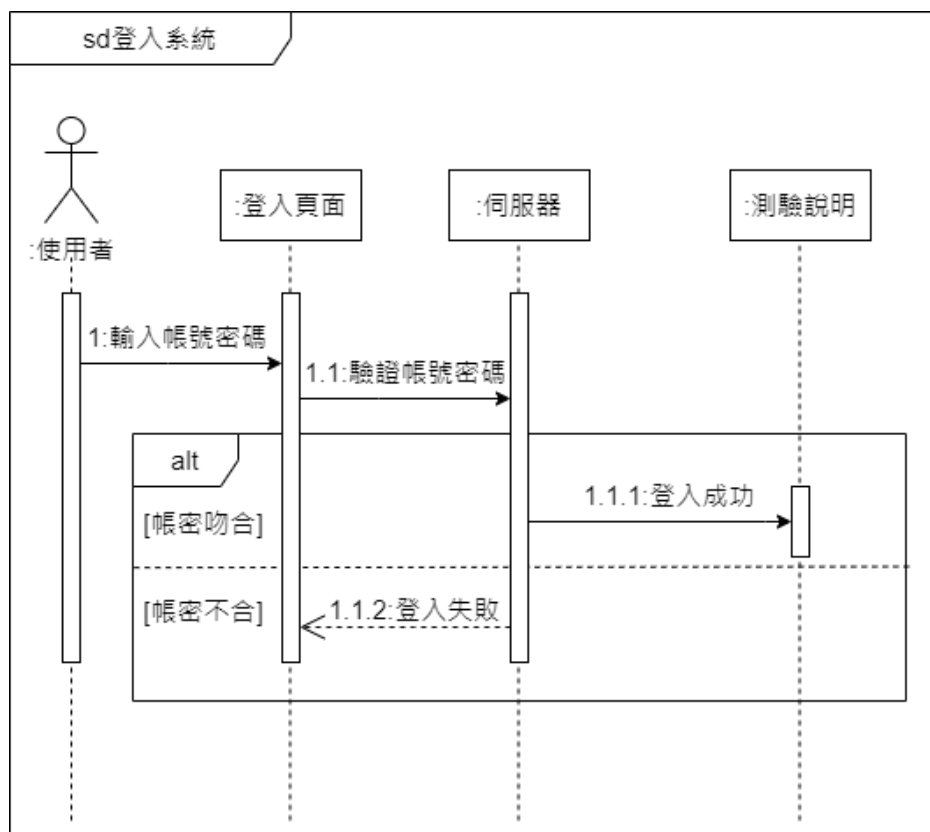 sd登入系統
:使用者
:登入頁面
:伺服器
:測驗說明
1:輸入帳號密碼
1.1:驗證帳號密碼
alt
[帳密吻合]
1.1.1:登入成功
[帳密不合]
1.1.2:登入失敗